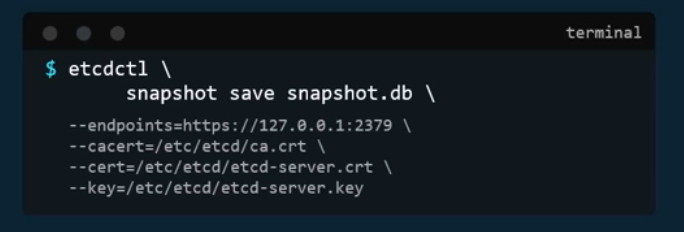 terminal
$ etcdctl \
snapshot save snapshot.db \
--endpoints=https://127.0.0.1:2379 \
--cacert=/etc/etcd/ca.crt \
--cert=/etc/etcd/etcd-server.crt \
--key=/etc/etcd/etcd-server.key